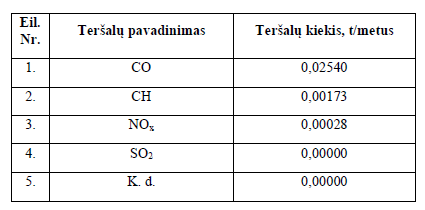 Eil. Nr. Teršalų pavadinimas Teršalų kiekis, t/metus
1. CO 0,02540
2. CH 0,00173
3. NOₓ 0,00028
4. SO₂ 0,00000
5. K. d. 0,00000